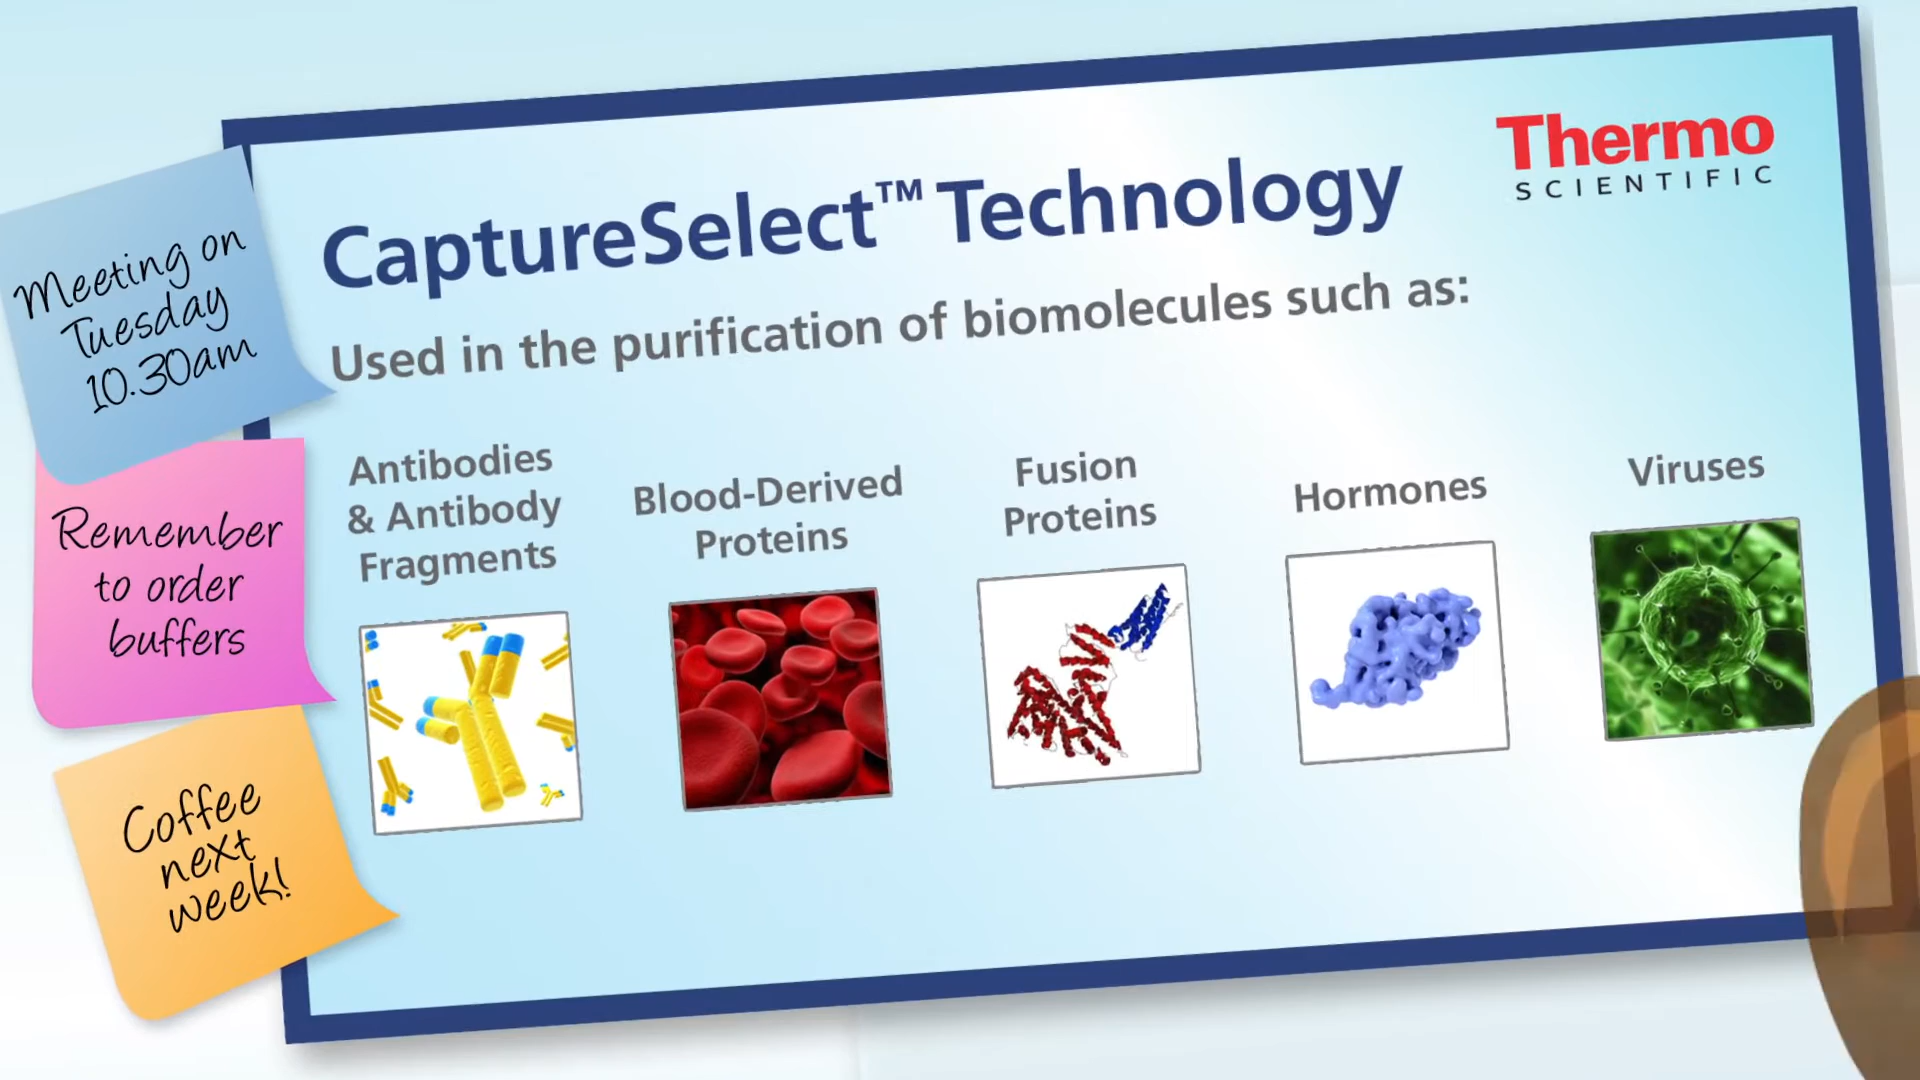 Thermo
SCIENTIFIC
CaptureSelect™ Technology
Used in the purification of biomolecules such as:
Antibodies
& Antibody
Fragments
Blood-Derived
Proteins
Fusion
Proteins
Hormones
Viruses
Meeting on
Tuesday
10.30am
Remember
to order
buffers
Coffee
next
week!